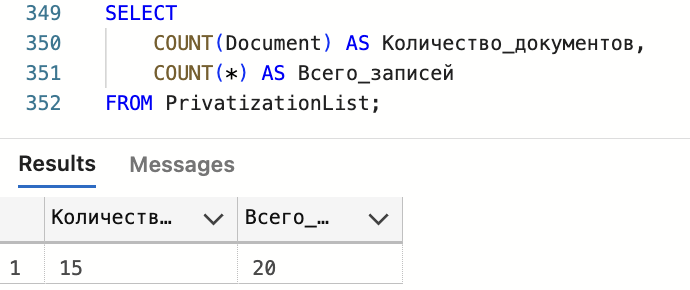 349 SELECT
350 COUNT(Document) AS Количество_документов,
351 COUNT(*) AS Всего_записей
352 FROM PrivatizationList;
Results Messages
Количеств... Всего_...
1 15 20